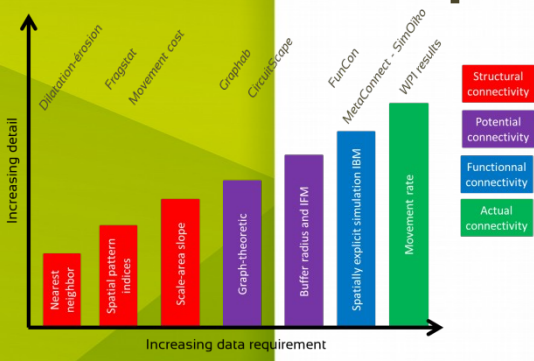 Dilatation-érosion
Fragstat
Movement cost
Graphab
CircuitScape
FunCon
MetaConnect - SimOïko
WPI results
Increasing detail
Nearest
neighbor
Spatial pattern
indices
Scale-area slope
Graph-theoretic
Buffer radius and IFM
Spatially explicit simulation IBM
Movement rate
Increasing data requirement
Structural
connectivity
Potential
connectivity
Functionnal
connectivity
Actual
connectivity